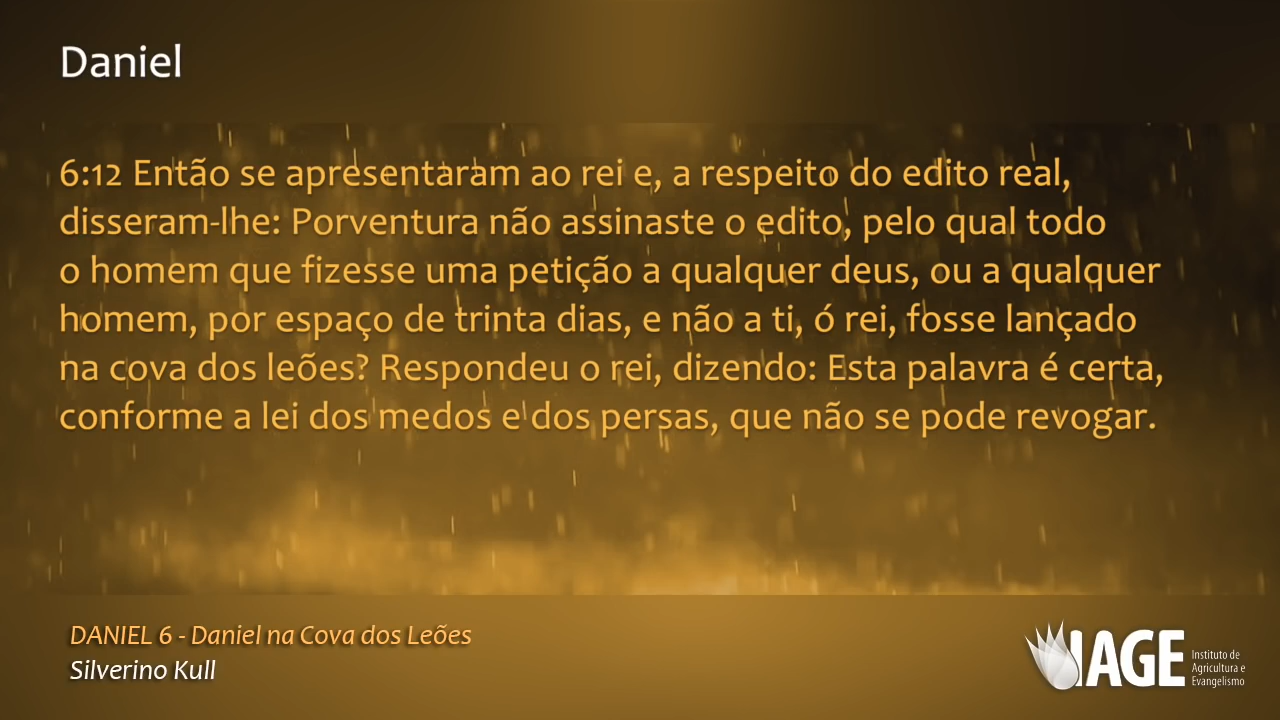 Daniel
6:12 Então se apresentaram ao rei e, a respeito do edito real,
disseram-lhe: Porventura não assinaste o edito, pelo qual todo
o homem que fizesse uma petição a qualquer deus, ou a qualquer
homem, por espaço de trinta dias, e não a ti, ó rei, fosse lançado
na cova dos leões? Respondeu o rei, dizendo: Esta palavra é certa,
conforme a lei dos medos e dos persas, que não se pode revogar.
DANIEL 6 - Daniel na Cova dos Leões
Silverino Kull
IAGE
Instituto de
Agricultura e
Evangelismo